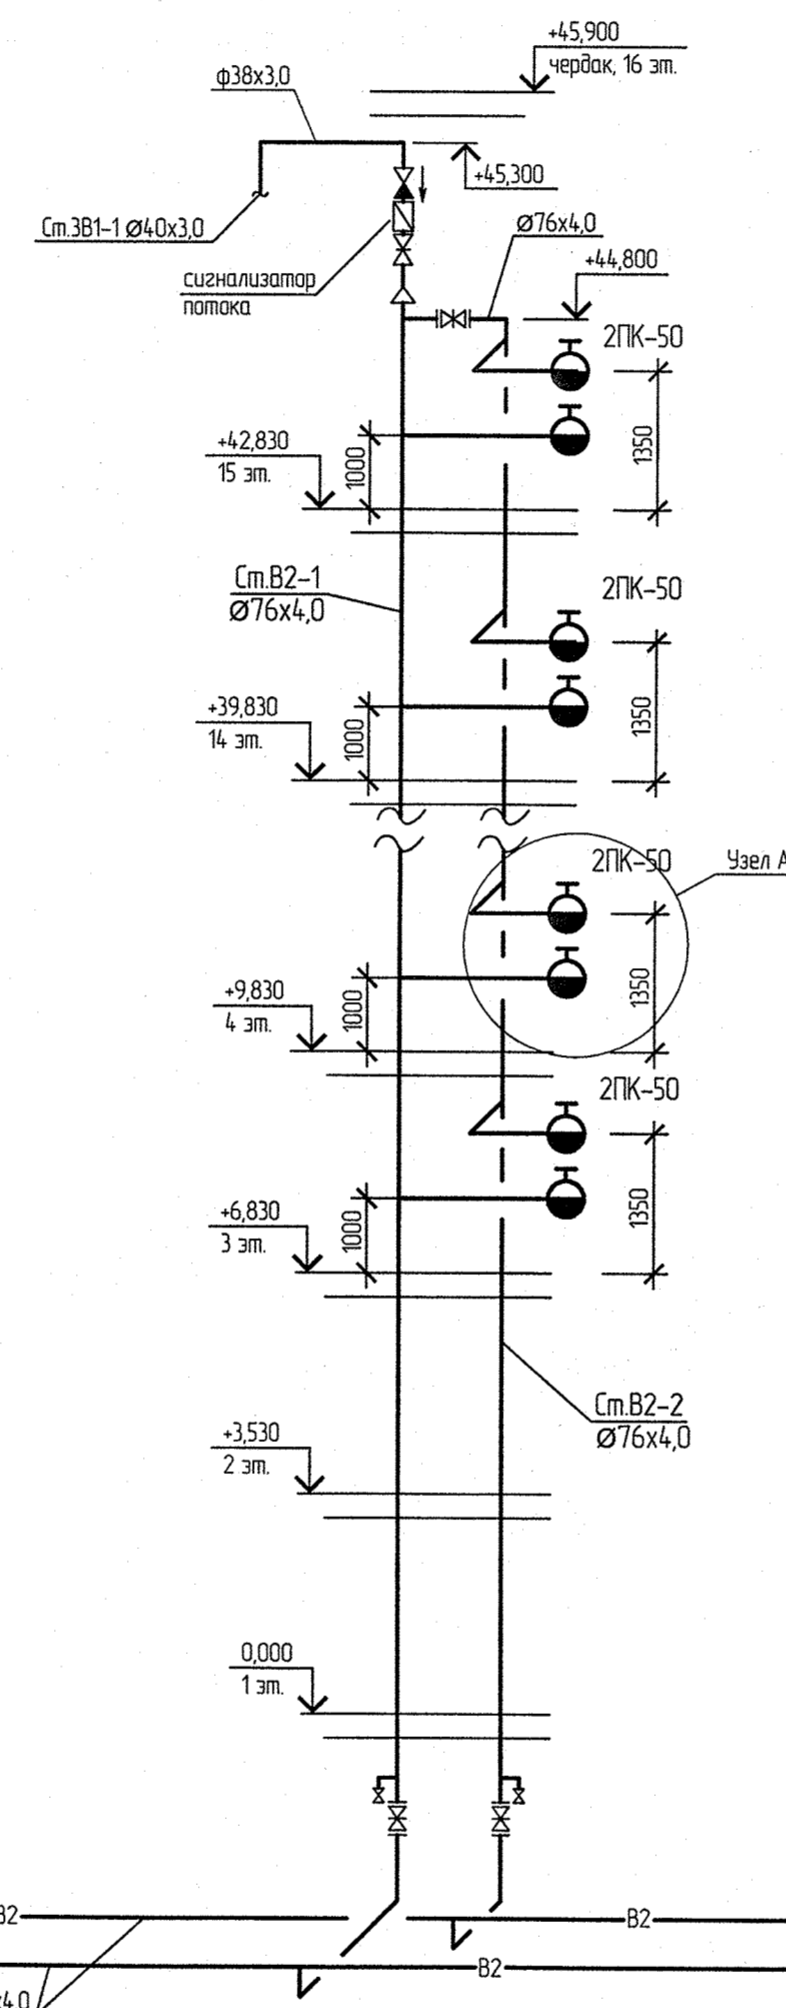 +45,900
чердак, 16 эт.
ф38х3,0
+45,300
Ст.3В1-1 Ø40х3,0
Ø76х4,0
+44,800
сигнализатор
потока
2ПК-50
1350
+42,830
15 эт.
1000
Ст.В2-1
Ø76х4,0
2ПК-50
1350
+39,830
14 эт.
1000
2ПК-50
Узел А
1350
+9,830
4 эт.
1000
2ПК-50
1350
+6,830
3 эт.
1000
Ст.В2-2
Ø76х4,0
+3,530
2 эт.
0,000
1 эт.
В2
В2
В2
х4,0